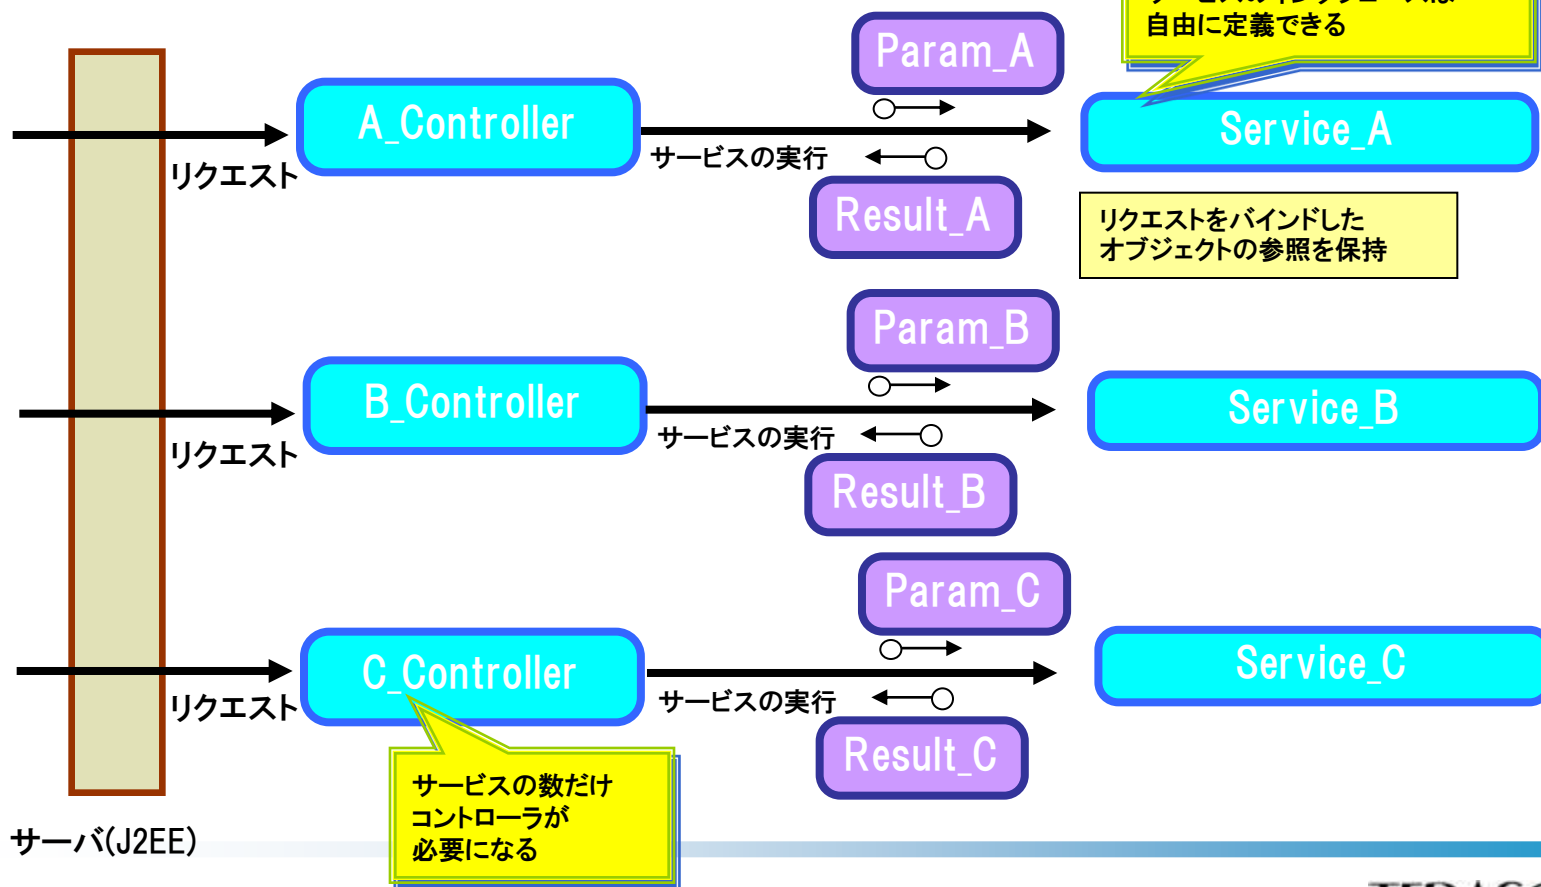 自由に定義できる
Param_A
A_Controller
Service_A
リクエスト
サービスの実行
Result_A
リクエストをバインドした
オブジェクトの参照を保持
Param_B
B_Controller
Service_B
リクエスト
サービスの実行
Result_B
Param_C
C_Controller
Service_C
リクエスト
サービスの実行
Result_C
サービスの数だけ
コントローラが
必要になる
サーバ(J2EE)